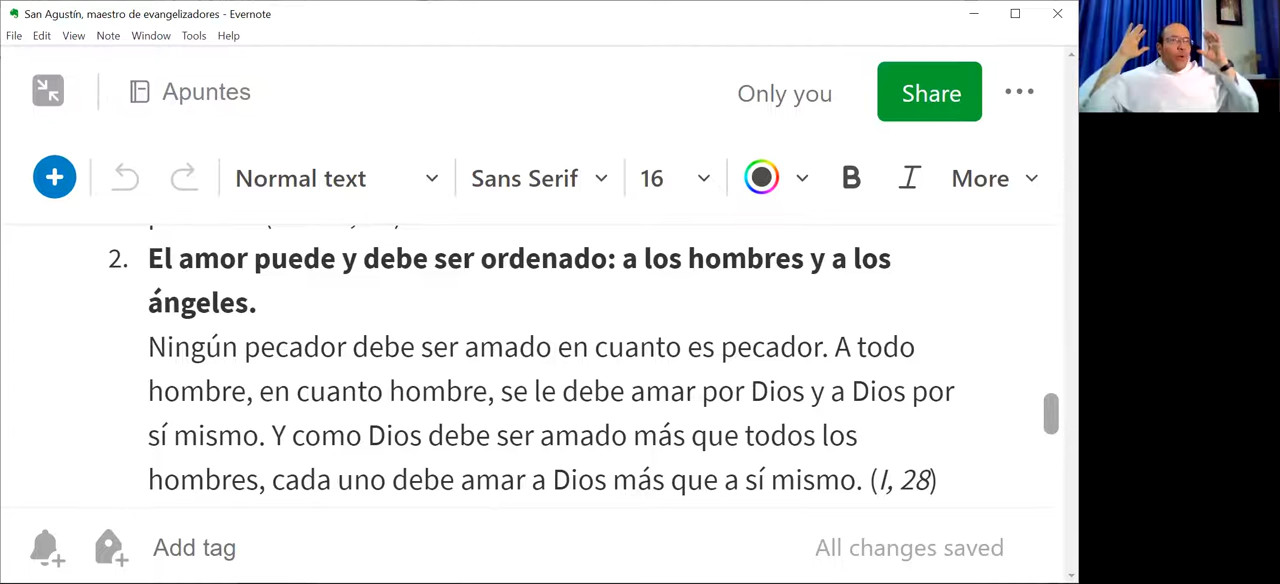 San Agustín, maestro de evangelizadores - Evernote
File Edit View Note Window Tools Help
Apuntes
Only you
Share
Normal text
Sans Serif
16
B
I
More
2. El amor puede y debe ser ordenado: a los hombres y a los
ángeles.
Ningún pecador debe ser amado en cuanto es pecador. A todo
hombre, en cuanto hombre, se le debe amar por Dios y a Dios por
sí mismo. Y como Dios debe ser amado más que todos los
hombres, cada uno debe amar a Dios más que a sí mismo. (I, 28)
Add tag
All changes saved